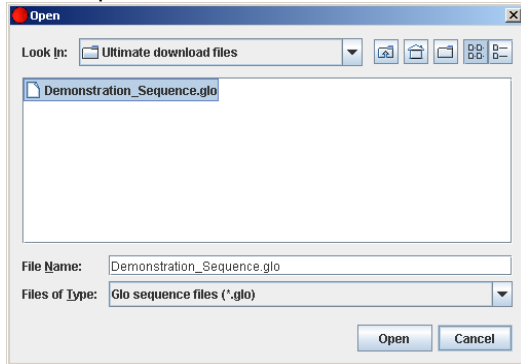 Open
Look In: Ultimate download files
Demonstration_Sequence.glo
File Name: Demonstration_Sequence.glo
Files of Type: Glo sequence files (*.glo)
Open Cancel